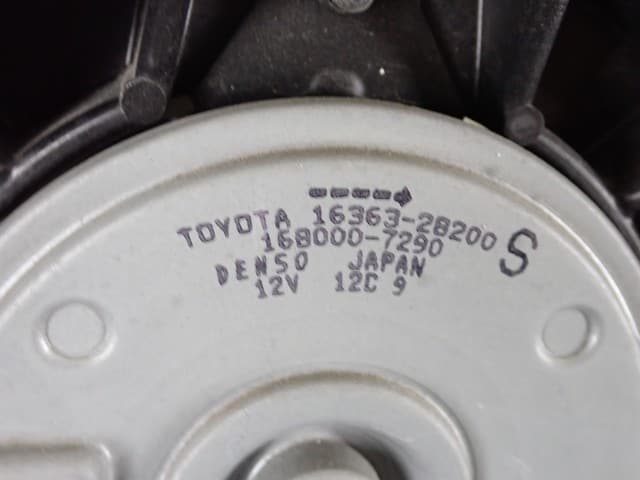 TOYOTA 16363-28200
168000-7290 S
DENSO JAPAN
12V 12C 9